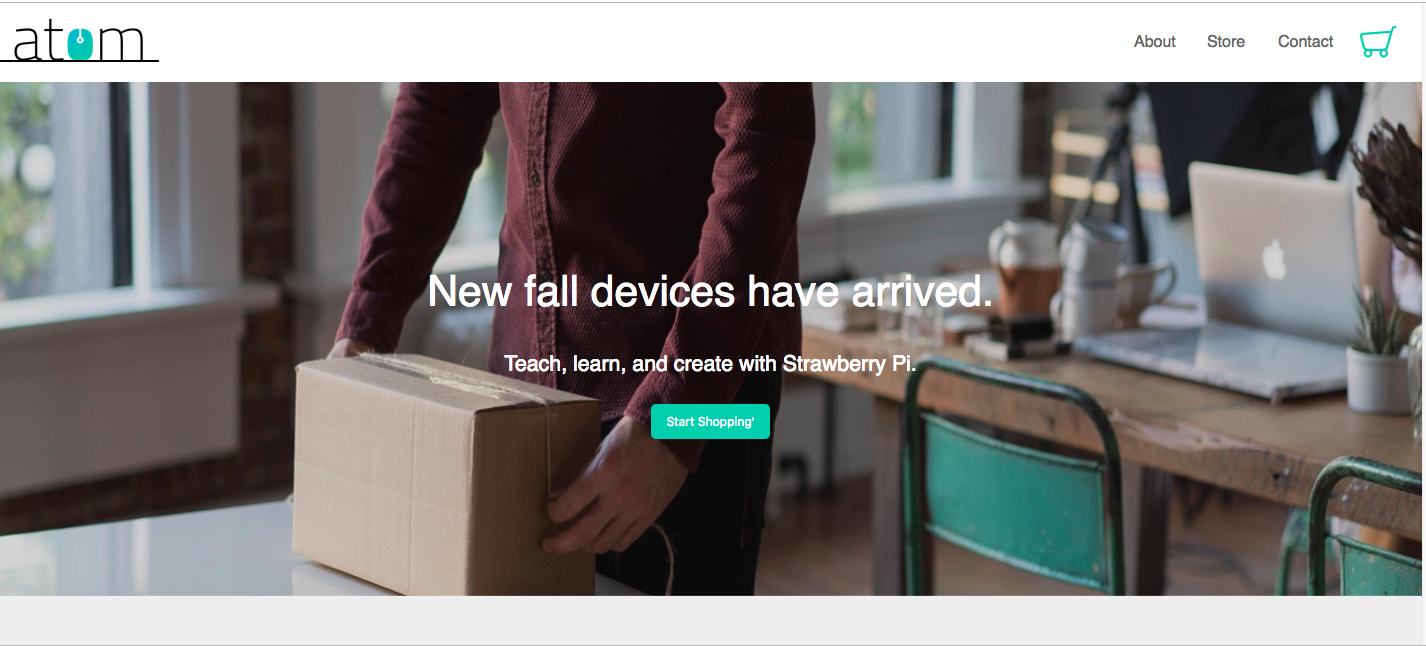 atom
About Store Contact
New fall devices have arrived.
Teach, learn, and create with Strawberry Pi.
Start Shopping'